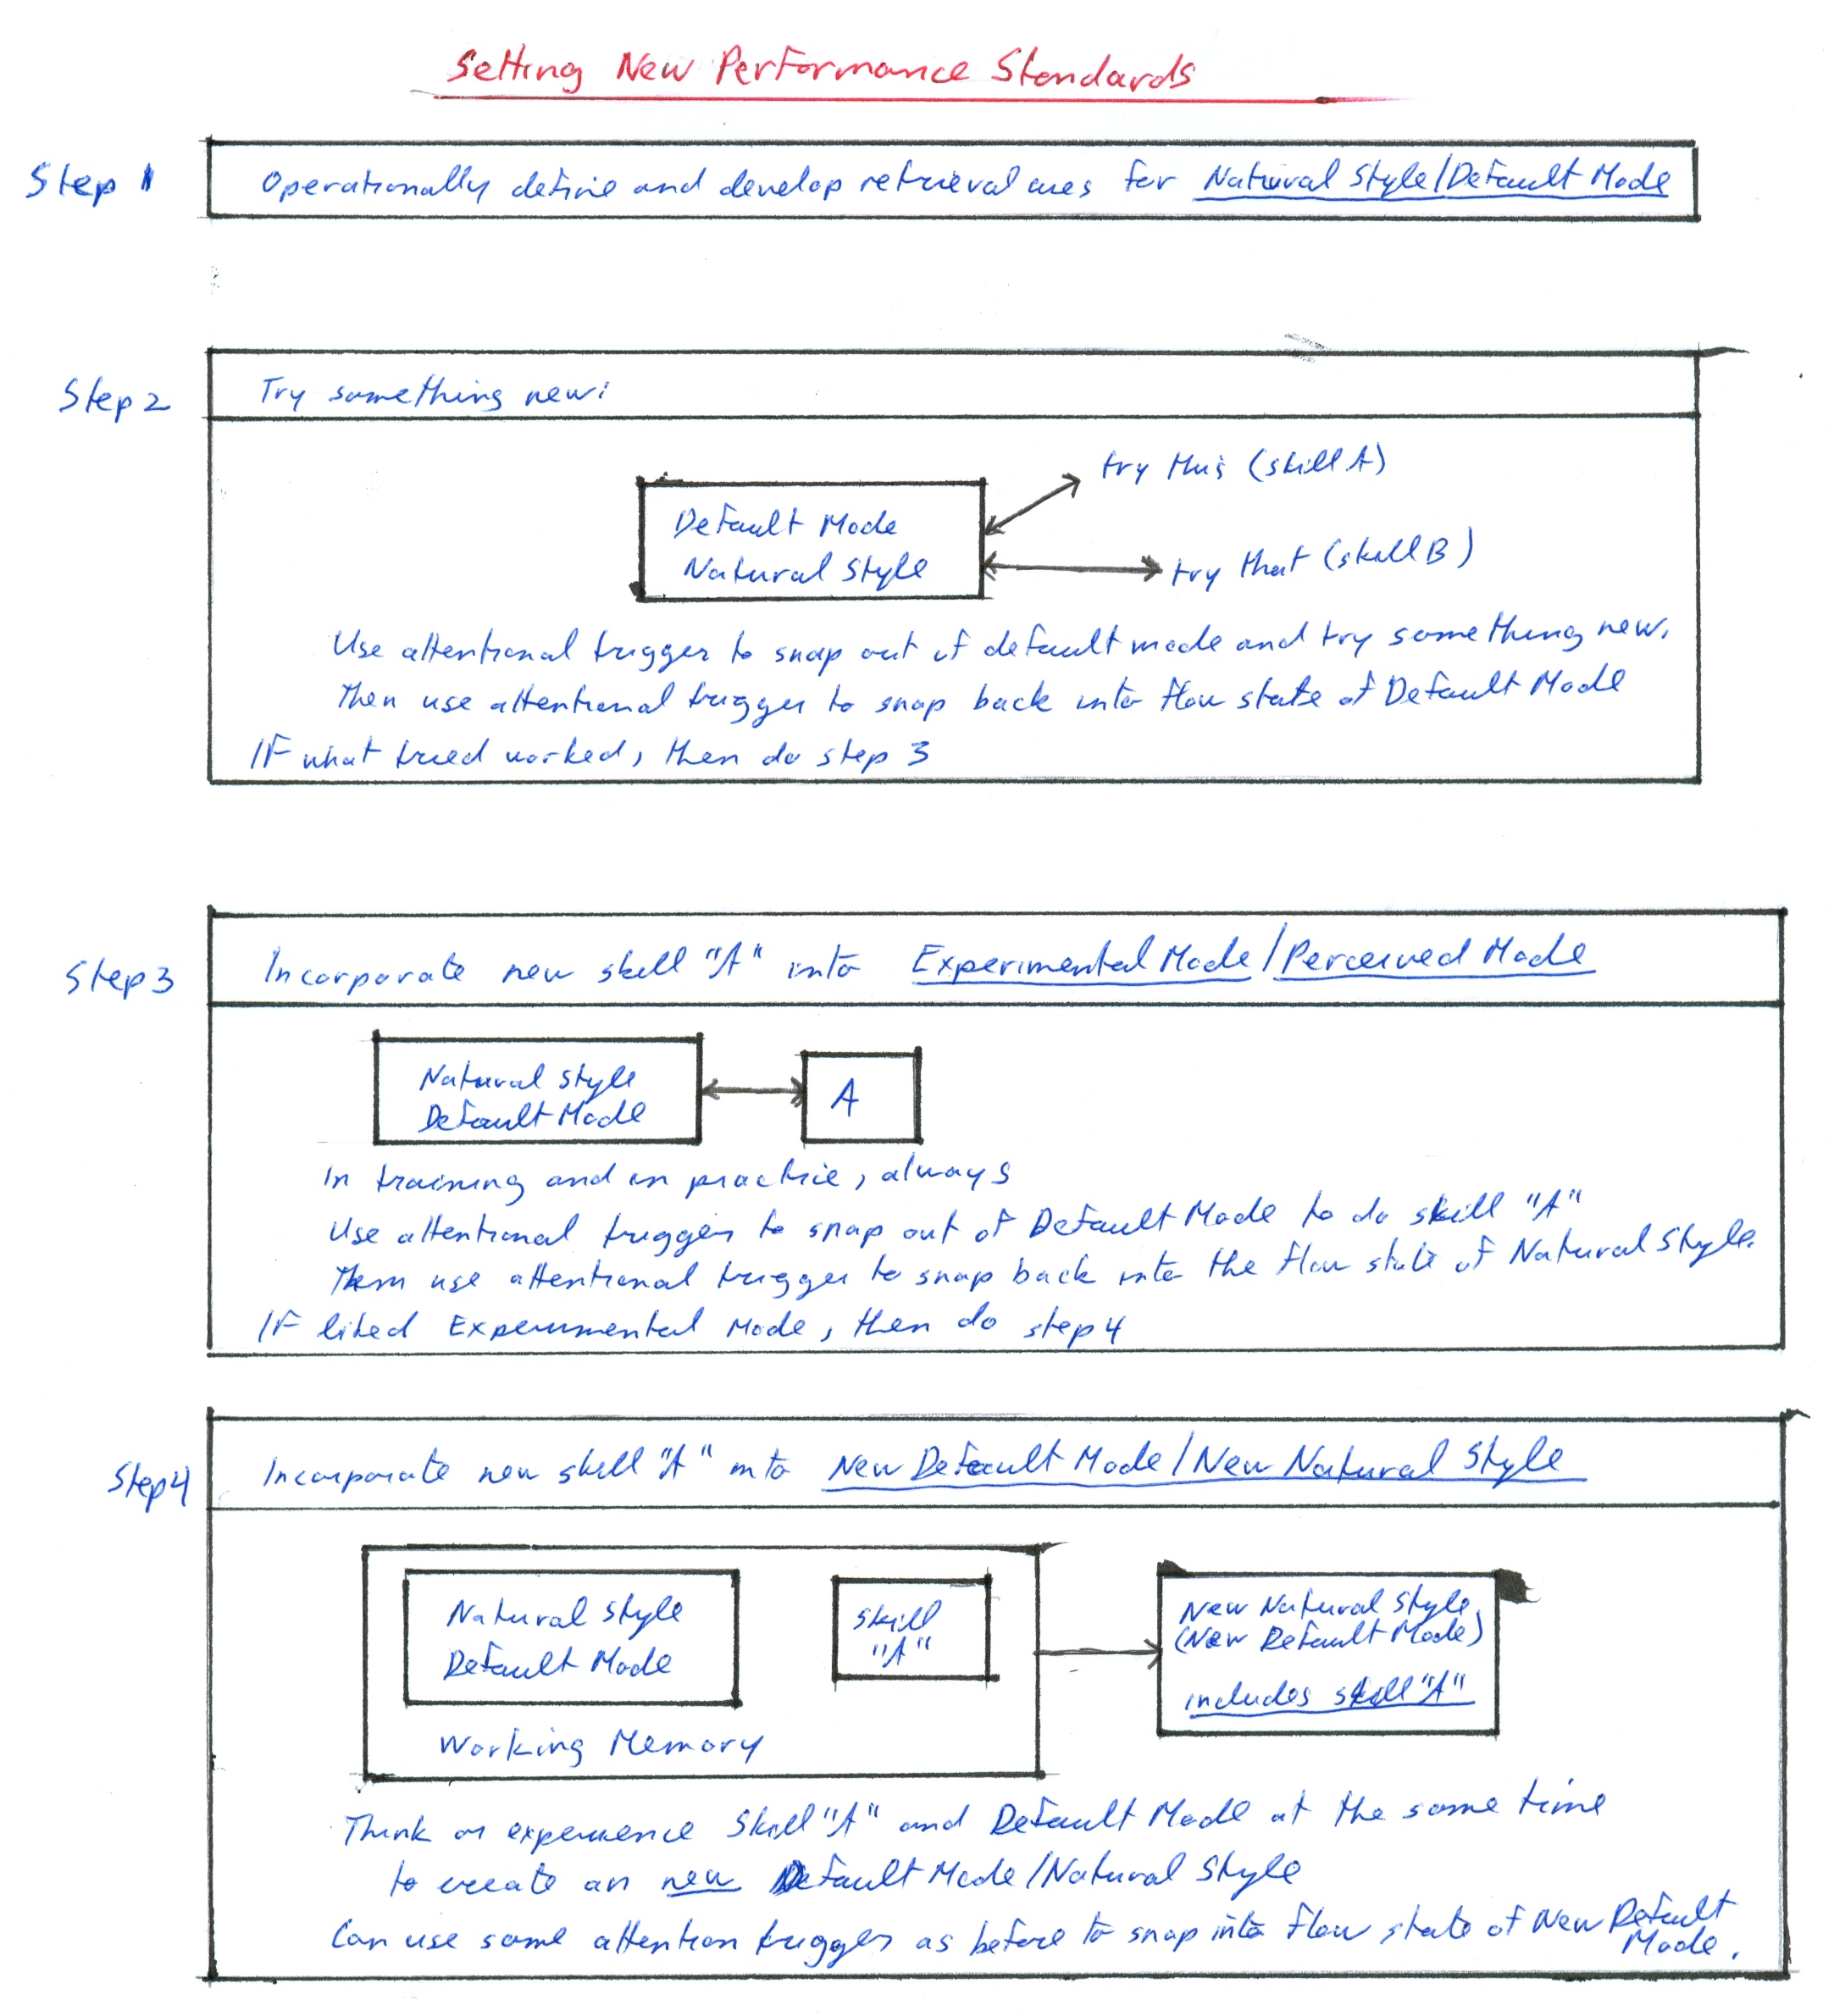 Setting New Performance Standards
Step 1
Operationally define and develop retrieval cues for Natural Style/Default Mode
Step 2
Try something new:
try this (skill A)
Default Mode
Natural Style
try that (skill B)
Use attentional trigger to snap out of default mode and try something new.
Then use attentional trigger to snap back into flow state of Default Mode
If what tried worked, then do step 3
Step 3
Incorporate new skill "A" into Experimental Mode/Perceived Mode
Natural Style
Default Mode
A
In training and in practice, always
Use attentional trigger to snap out of Default Mode to do skill "A"
Then use attentional trigger to snap back into the flow state of Natural Style.
If liked Experimental Mode, then do step 4
Step 4
Incorporate new skill "A" into New Default Mode/New Natural Style
Natural Style
Default Mode
Skill
"A"
Working Memory
New Natural Style
(New Default Mode)
includes skill "A"
Think or experience Skill "A" and Default Mode at the same time
to create an new Default Mode/Natural Style
Can use same attention trigger as before to snap into flow state of New Default
Mode.